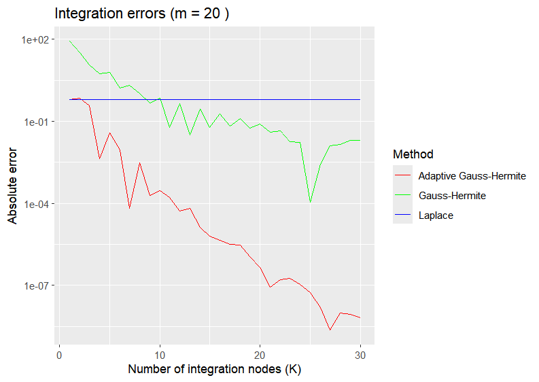 Integration errors (m = 20 )
Absolute error
1e+02
1e-01
1e-04
1e-07
0
10
20
30
Number of integration nodes (K)
Method
Adaptive Gauss-Hermite
Gauss-Hermite
Laplace